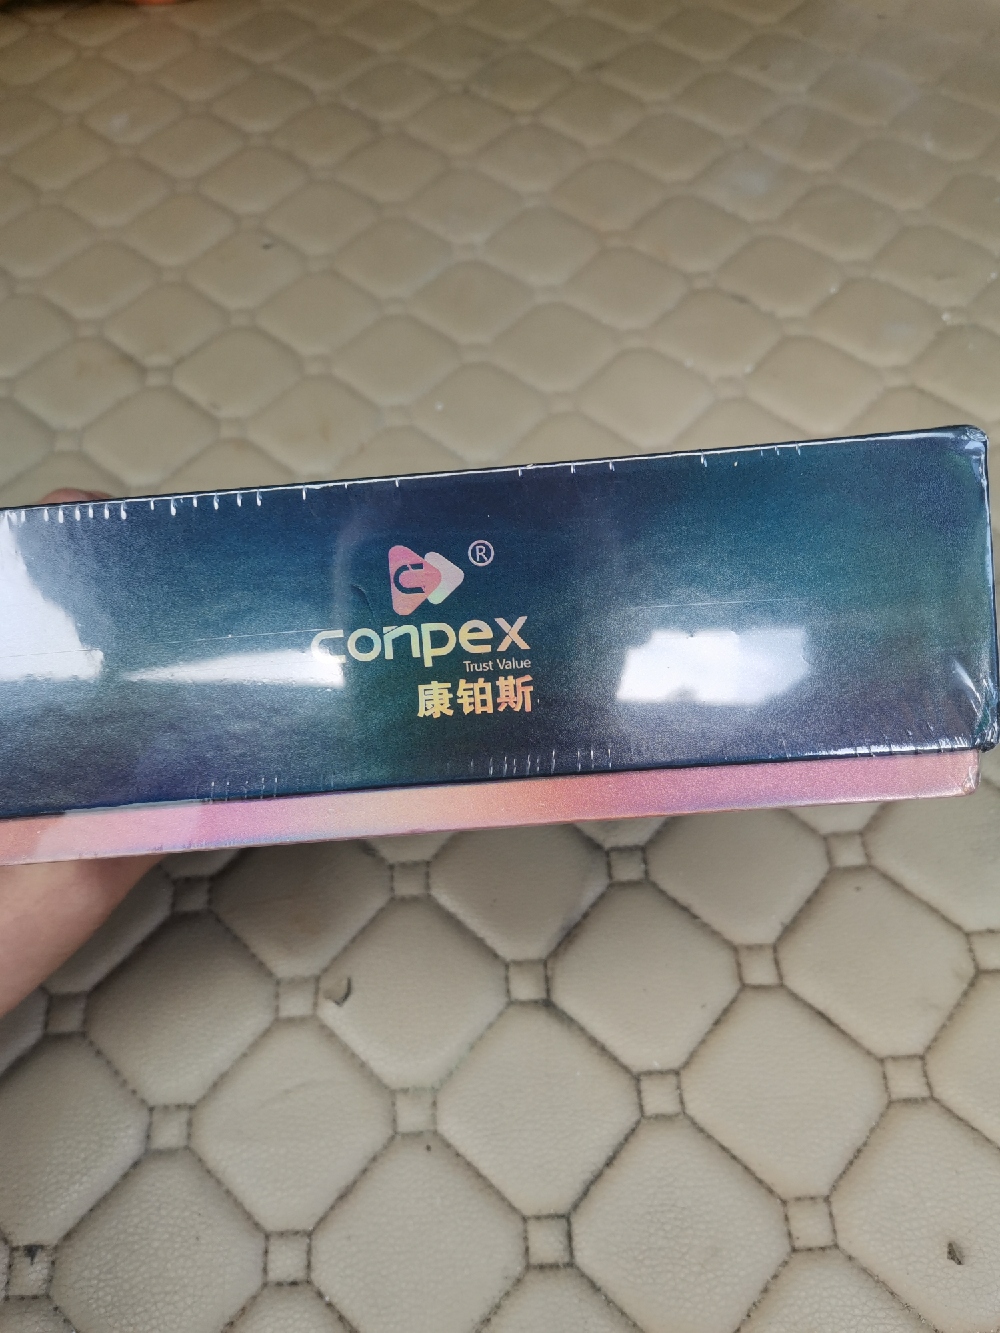 ®
conpex
Trust Value
康铂斯